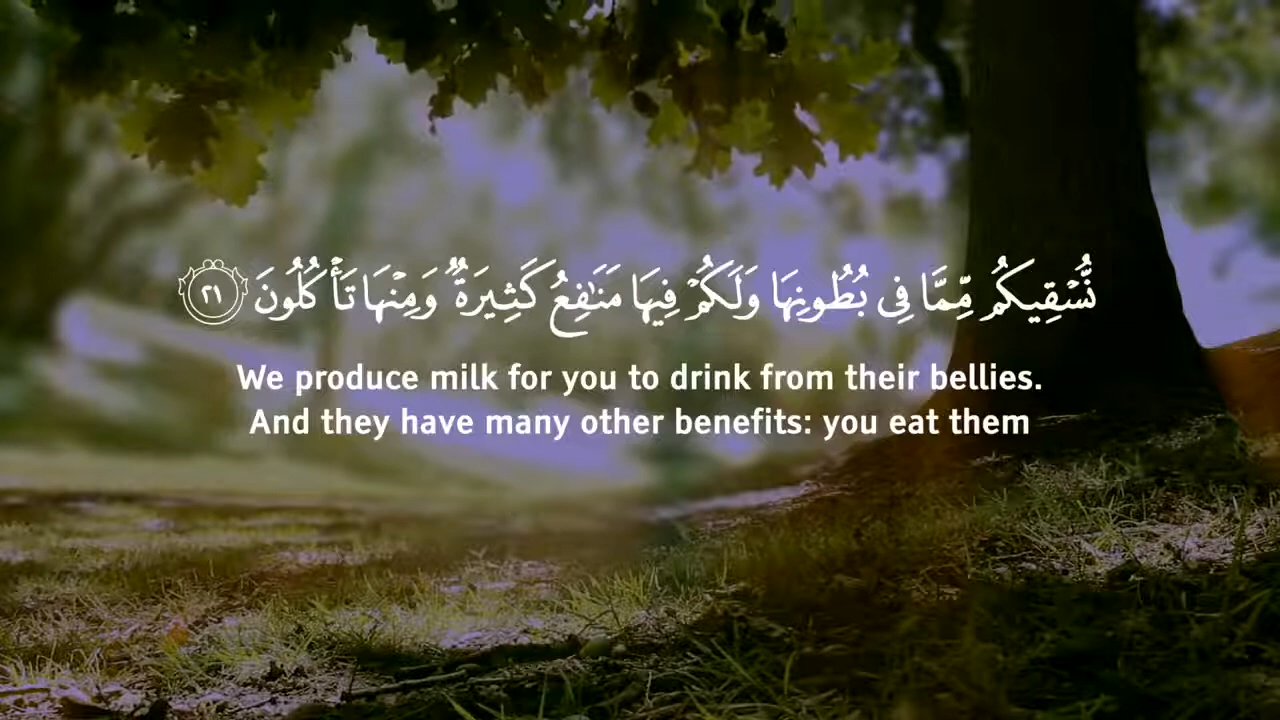 نُّسْقِيكُم مِّمَّا فِى بُطُونِهَا وَلَكُمْ فِيهَا مَنَـٰفِعُ كَثِيرَةٌ وَمِنْهَا تَأْكُلُونَ ٢١
We produce milk for you to drink from their bellies.
And they have many other benefits: you eat them